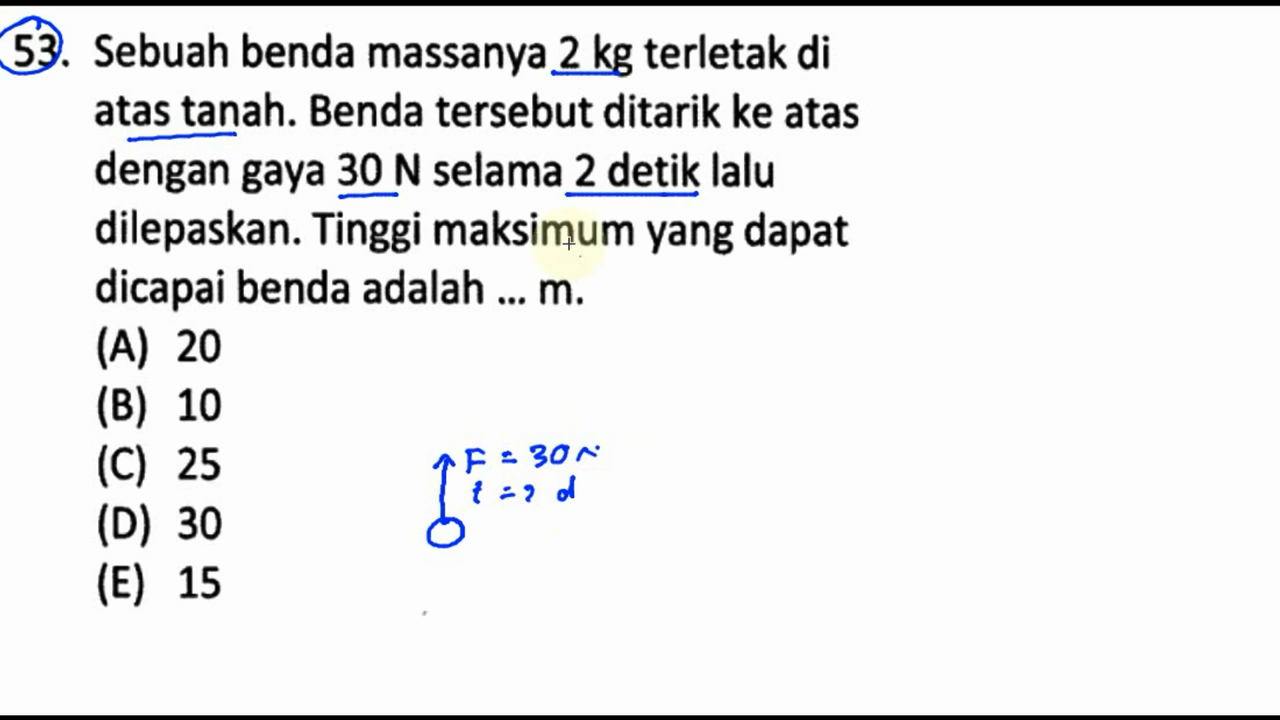 53. Sebuah benda massanya 2 kg terletak di
atas tanah. Benda tersebut ditarik ke atas
dengan gaya 30 N selama 2 detik lalu
dilepaskan. Tinggi maksimum yang dapat
dicapai benda adalah ... m.
(A) 20
(B) 10
(C) 25
(D) 30
(E) 15
F = 30 N
t = 2 d